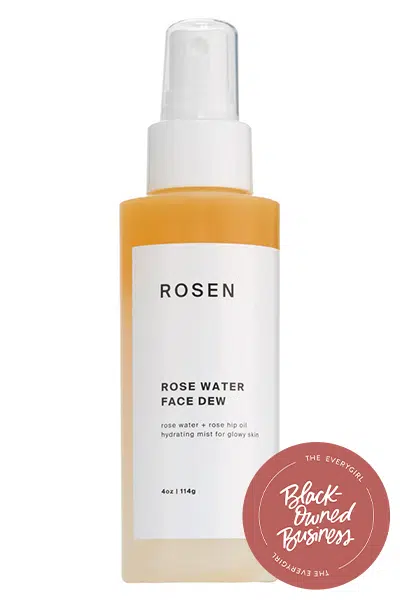 ROSEN
ROSE WATER
FACE DEW
rose water + rose hip oil
hydrating mist for glowy skin
4oz | 114g
THE EVERYGIRL
Black-
Owned
Business
THE EVERYGIRL